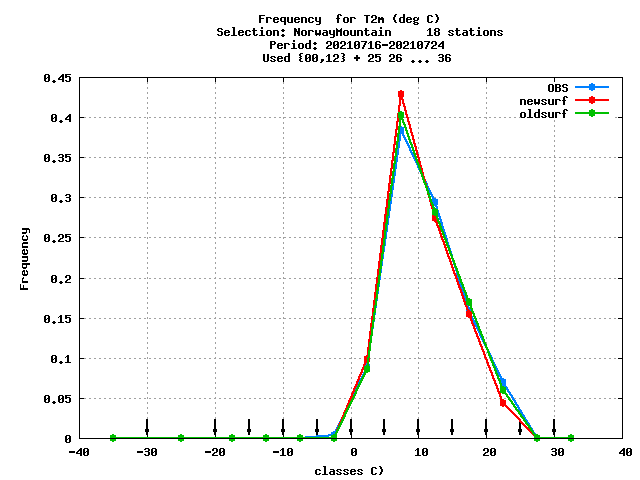 Frequency  for T2m (deg C)
Selection: NorwayMountain     18 stations
Period: 20210716-20210724
Used {00,12} + 25 26 ... 36
OBS
newsurf
oldsurf
0.45
0.4
0.35
0.3
0.25
0.2
0.15
0.1
0.05
0
Frequency
-40 -30 -20 -10 0 10 20 30 40
classes C)